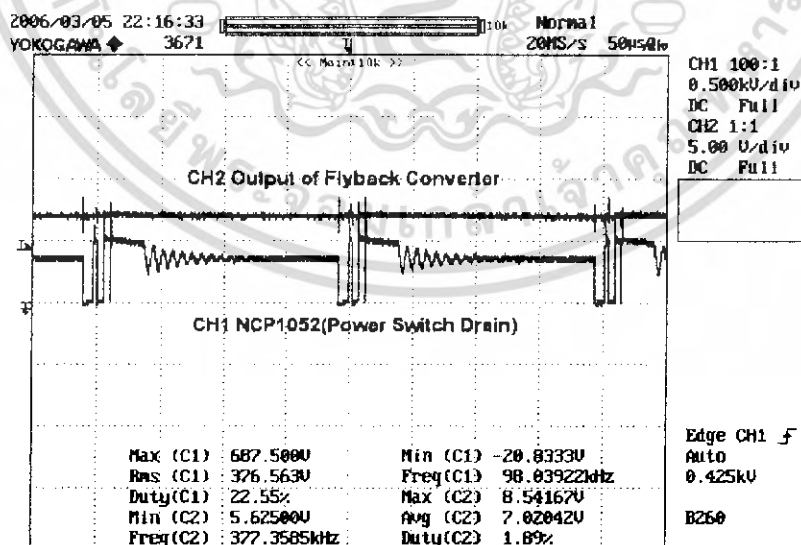 2006/03/05 22:16:33
10k
Normal
YOKOGAWA ◆ 3671
20MS/s 50μs/div
<< Main:10k >>
CH1 100:1
0.500kV/div
DC Full
CH2 1:1
5.00 V/div
DC Full
CH2 Output of Flyback Converter
CH1 NCP1052(Power Switch Drain)
Edge CH1
Auto
0.425kV
Max (C1) 687.500V Min (C1) -20.8333V
Rms (C1) 376.563V Freq(C1) 98.03922kHz
Duty(C1) 22.55% Max (C2) 8.54167V
Min (C2) 5.62500V Avg (C2) 7.02042V
Freq(C2) 377.3585kHz Duty(C2) 1.89%